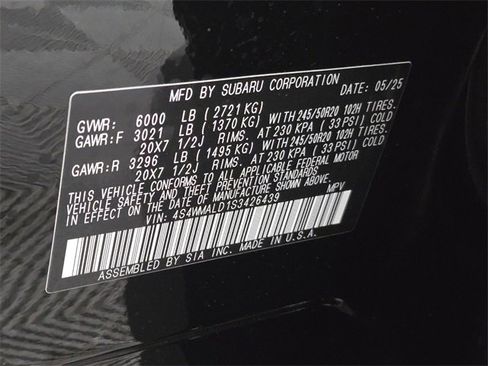 MFD BY SUBARU CORPORATION DATE: 05/25
GVWR: 6000 LB (2721 KG)
GAWR:F 3021 LB (1370 KG) WITH 245/50R20 102H TIRES.
20X7 1/2J RIMS. AT 230 KPA (33 PSI) COLD
GAWR:R 3296 LB (1495 KG) WITH 245/50R20 102H TIRES.
20X7 1/2J RIMS. AT 230 KPA (33 PSI) COLD
THIS VEHICLE CONFORMS TO ALL APPLICABLE FEDERAL MOTOR
VEHICLE SAFETY AND THEFT PREVENTION STANDARDS
IN EFFECT ON THE DATE OF MANUFACTURE SHOWN ABOVE.
VIN: 4S4WMALD1S3426439 MPV
ASSEMBLED BY SIA INC. MADE IN U.S.A.